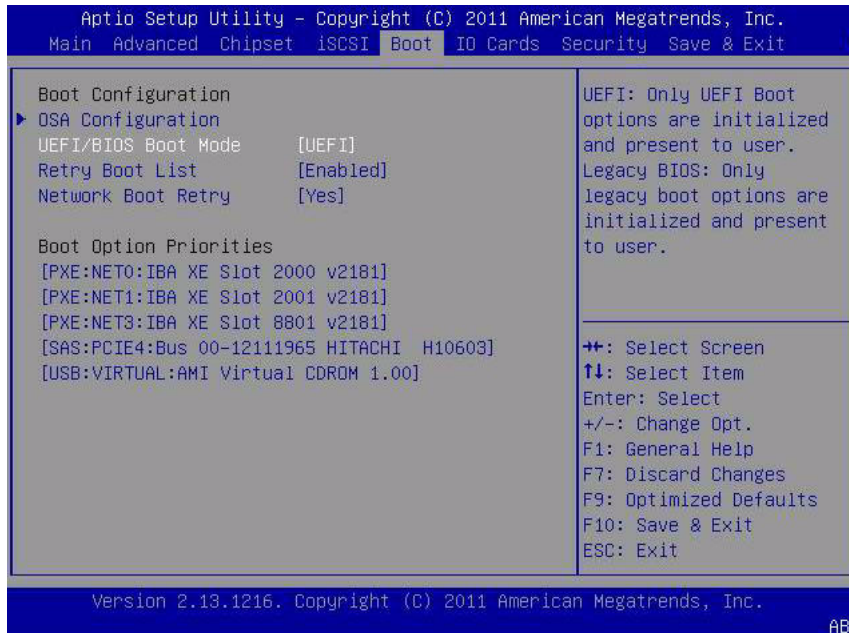 Aptio Setup Utility – Copyright (C) 2011 American Megatrends, Inc.
Main Advanced Chipset iSCSI Boot IO Cards Security Save & Exit
Boot Configuration
OSA Configuration
UEFI/BIOS Boot Mode [UEFI]
Retry Boot List [Enabled]
Network Boot Retry [Yes]
Boot Option Priorities
[PXE:NET0:IBA XE Slot 2000 v2181]
[PXE:NET1:IBA XE Slot 2001 v2181]
[PXE:NET3:IBA XE Slot 8801 v2181]
[SAS:PCIE4:Bus 00-12111965 HITACHI H10603]
[USB:VIRTUAL:AMI Virtual CDROM 1.00]
UEFI: Only UEFI Boot
options are initialized
and present to user.
Legacy BIOS: Only
legacy boot options are
initialized and present
to user.
→←: Select Screen
↑↓: Select Item
Enter: Select
+/-: Change Opt.
F1: General Help
F7: Discard Changes
F9: Optimized Defaults
F10: Save & Exit
ESC: Exit
Version 2.13.1216. Copyright (C) 2011 American Megatrends, Inc.
AB